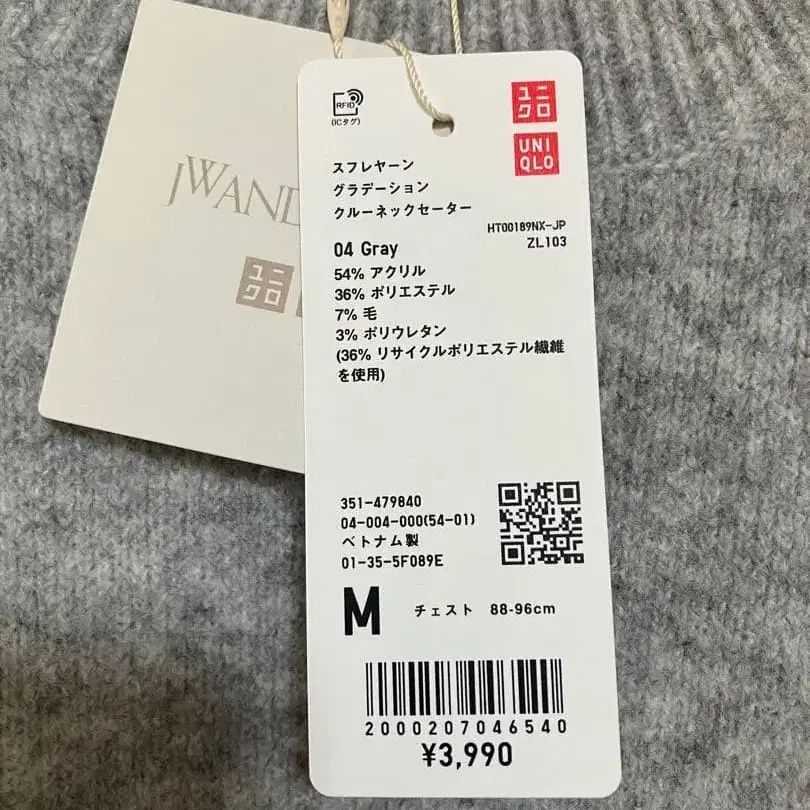 JWAND
ユニ
クロ
RFID
(ICタグ)
ユニ
クロ
UNI
QLO
スフレヤーン
グラデーション
クルーネックセーター
HT00189NX-JP
ZL103
04 Gray
54% アクリル
36% ポリエステル
7% 毛
3% ポリウレタン
(36% リサイクルポリエステル繊維
を使用)
351-479840
04-004-000(54-01)
ベトナム製
01-35-5F089E
M チェスト 88-96cm
2000207046540
¥3,990